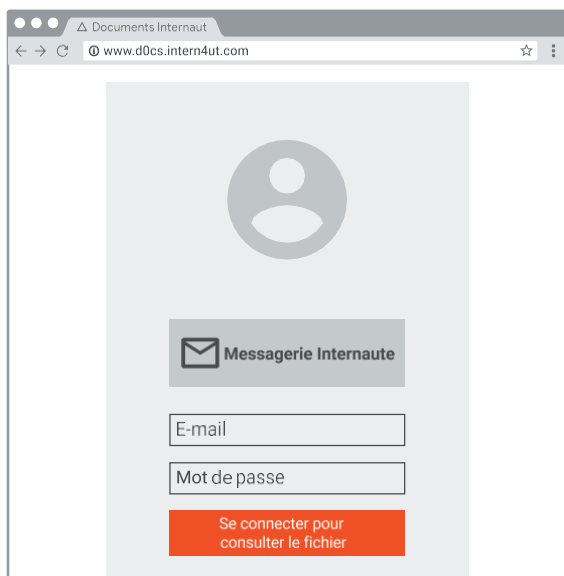 Documents Internaut
www.d0cs.intern4ut.com
Messagerie Internaute
E-mail
Mot de passe
Se connecter pour
consulter le fichier